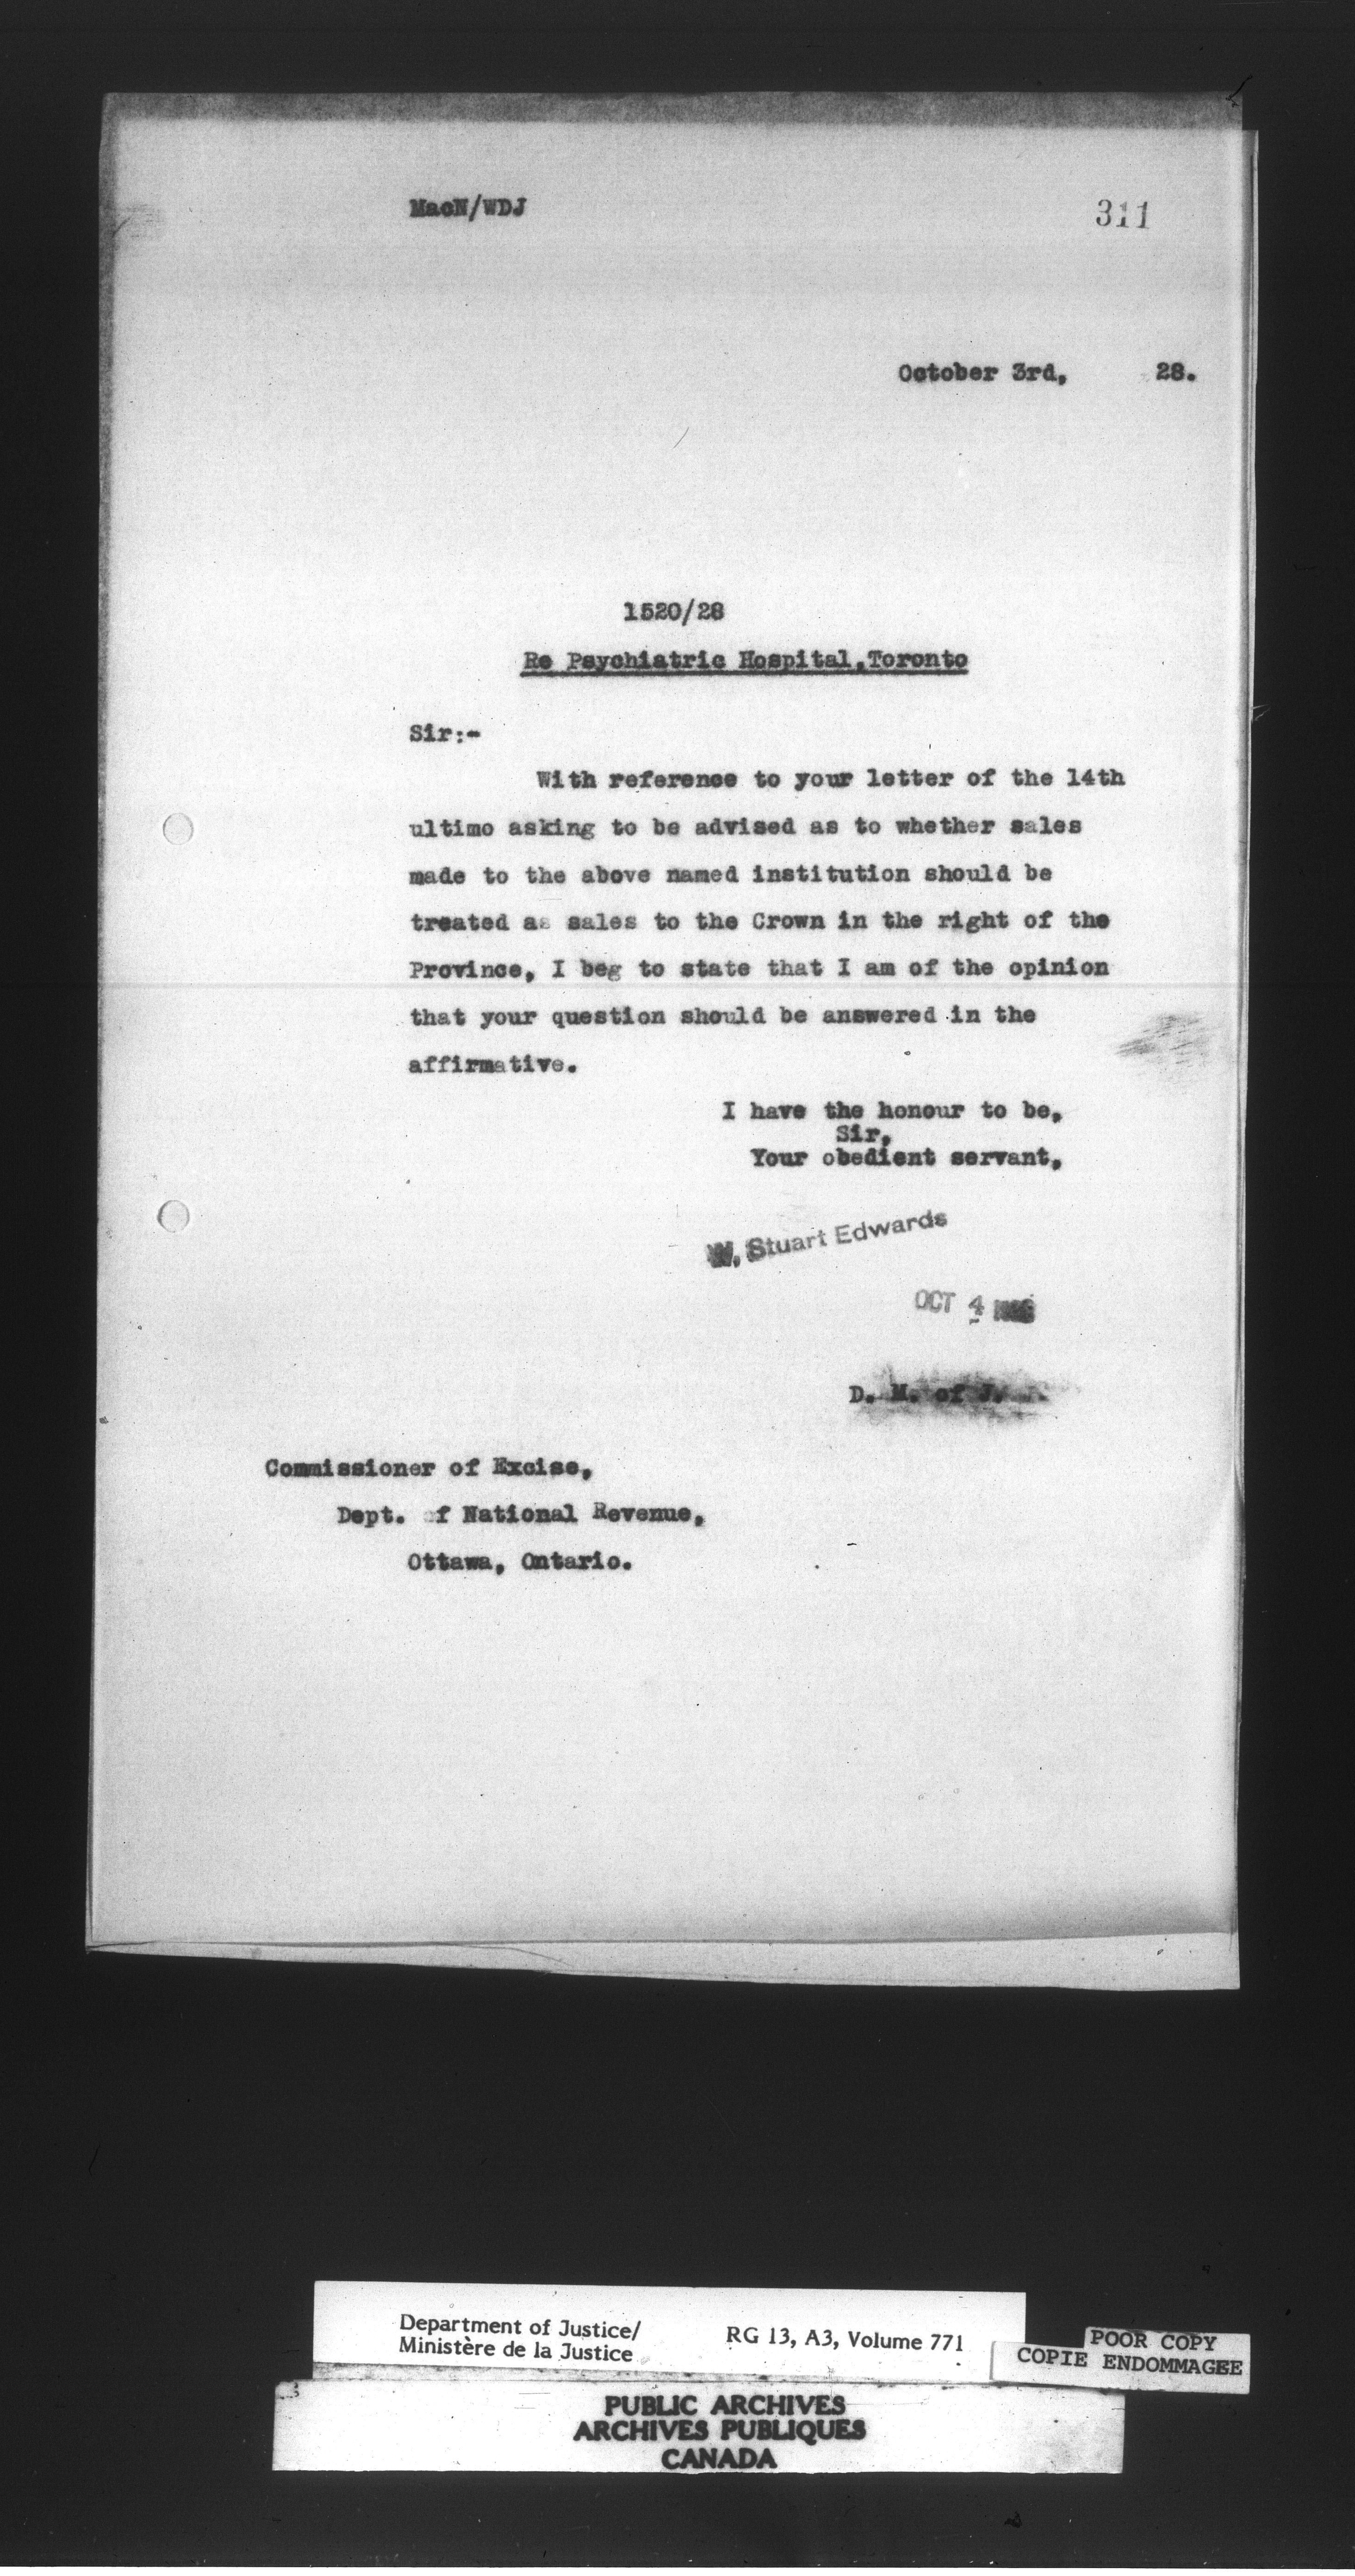 MacN/WDJ
311
October 3rd, 28.
1520/28
Re Psychiatric Hospital,Toronto
Sir:-
With reference to your letter of the 14th
ultimo asking to be advised as to whether sales
made to the above named institution should be
treated as sales to the Crown in the right of the
Province, I beg to state that I am of the opinion
that your question should be answered in the
affirmative.
I have the honour to be,
Sir,
Your obedient servant,
W. Stuart Edwards
OCT 4
D. M. of J.
Commissioner of Excise,
Dept. of National Revenue,
Ottawa, Ontario.
Department of Justice/
Ministère de la Justice
RG 13, A3, Volume 771
POOR COPY
COPIE ENDOMMAGEE
PUBLIC ARCHIVES
ARCHIVES PUBLIQUES
CANADA